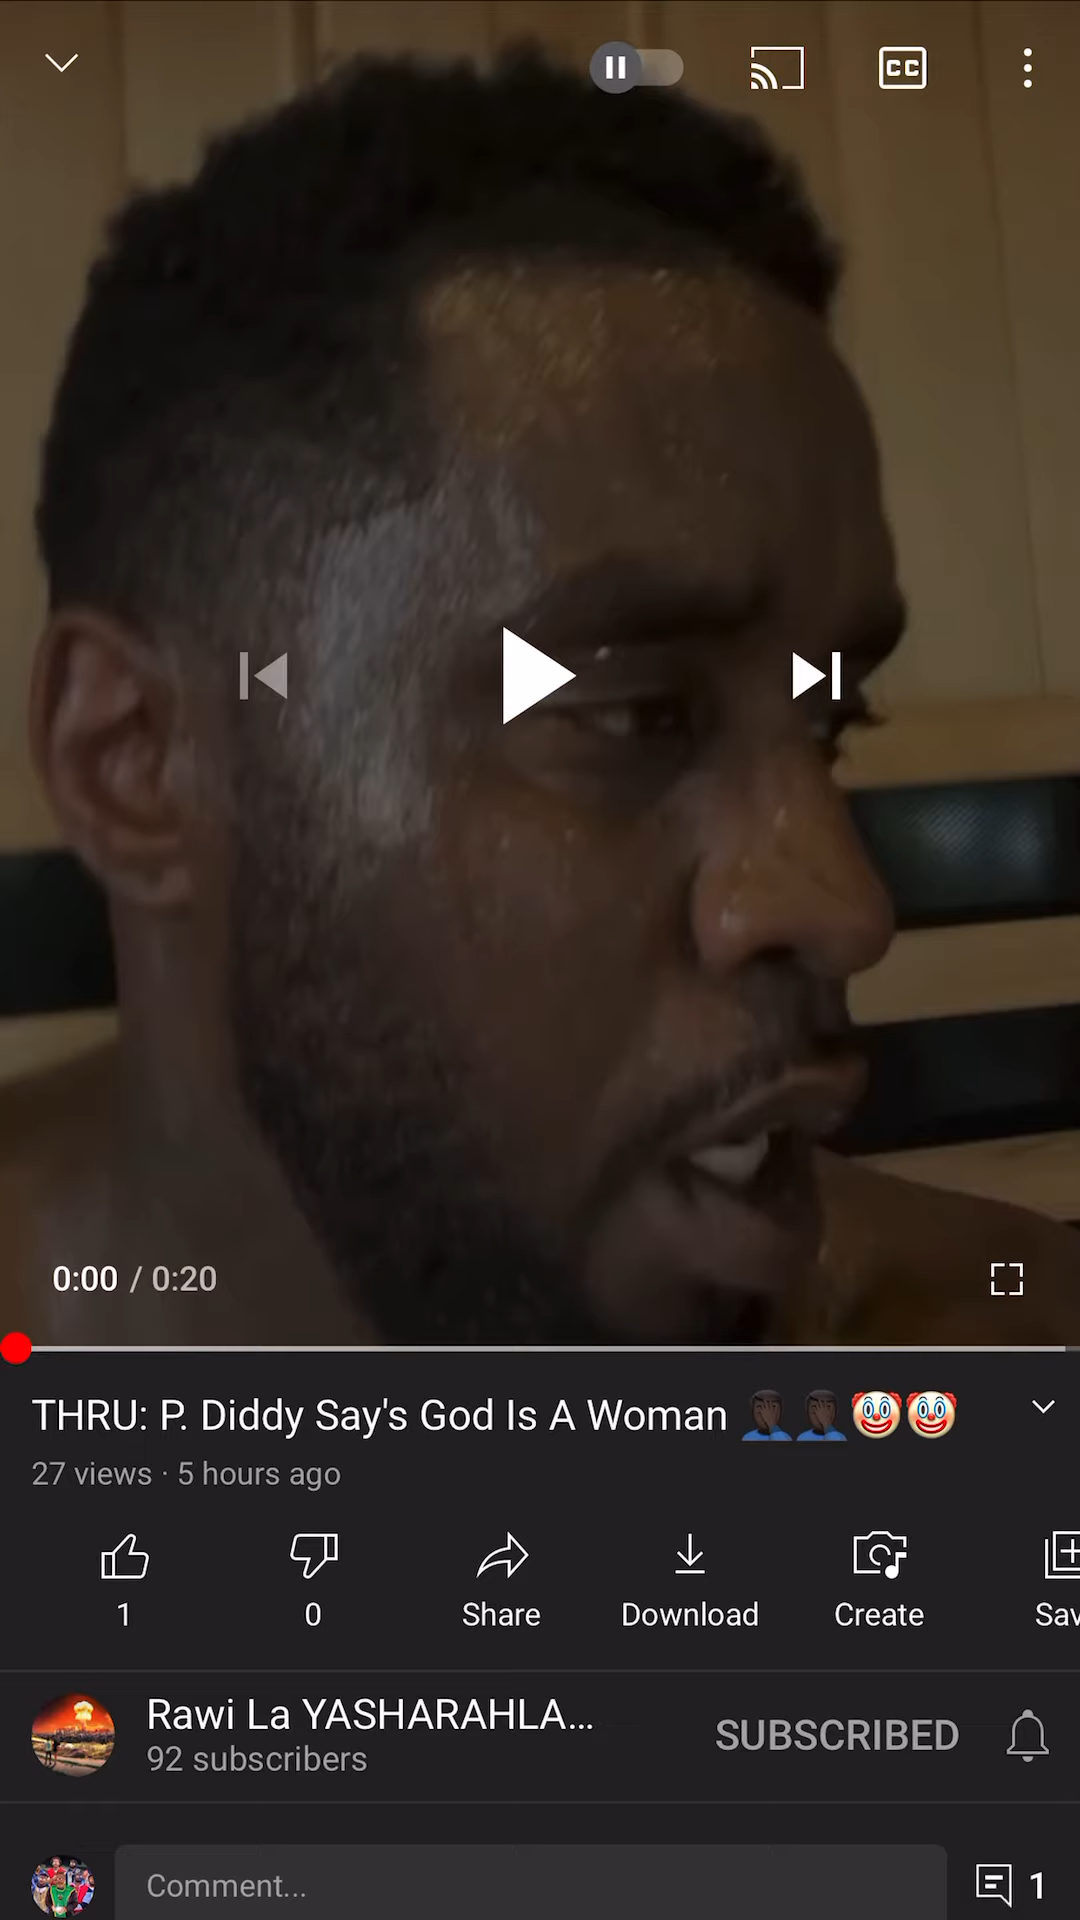 CC
0:00 / 0:20
THRU: P. Diddy Say's God Is A Woman 🤦🏿‍♂️🤦🏿‍♂️🤡🤡
27 views · 5 hours ago
1 0 Share Download Create Sav
Rawi La YASHARAHLA...
92 subscribers
SUBSCRIBED
Comment...
1